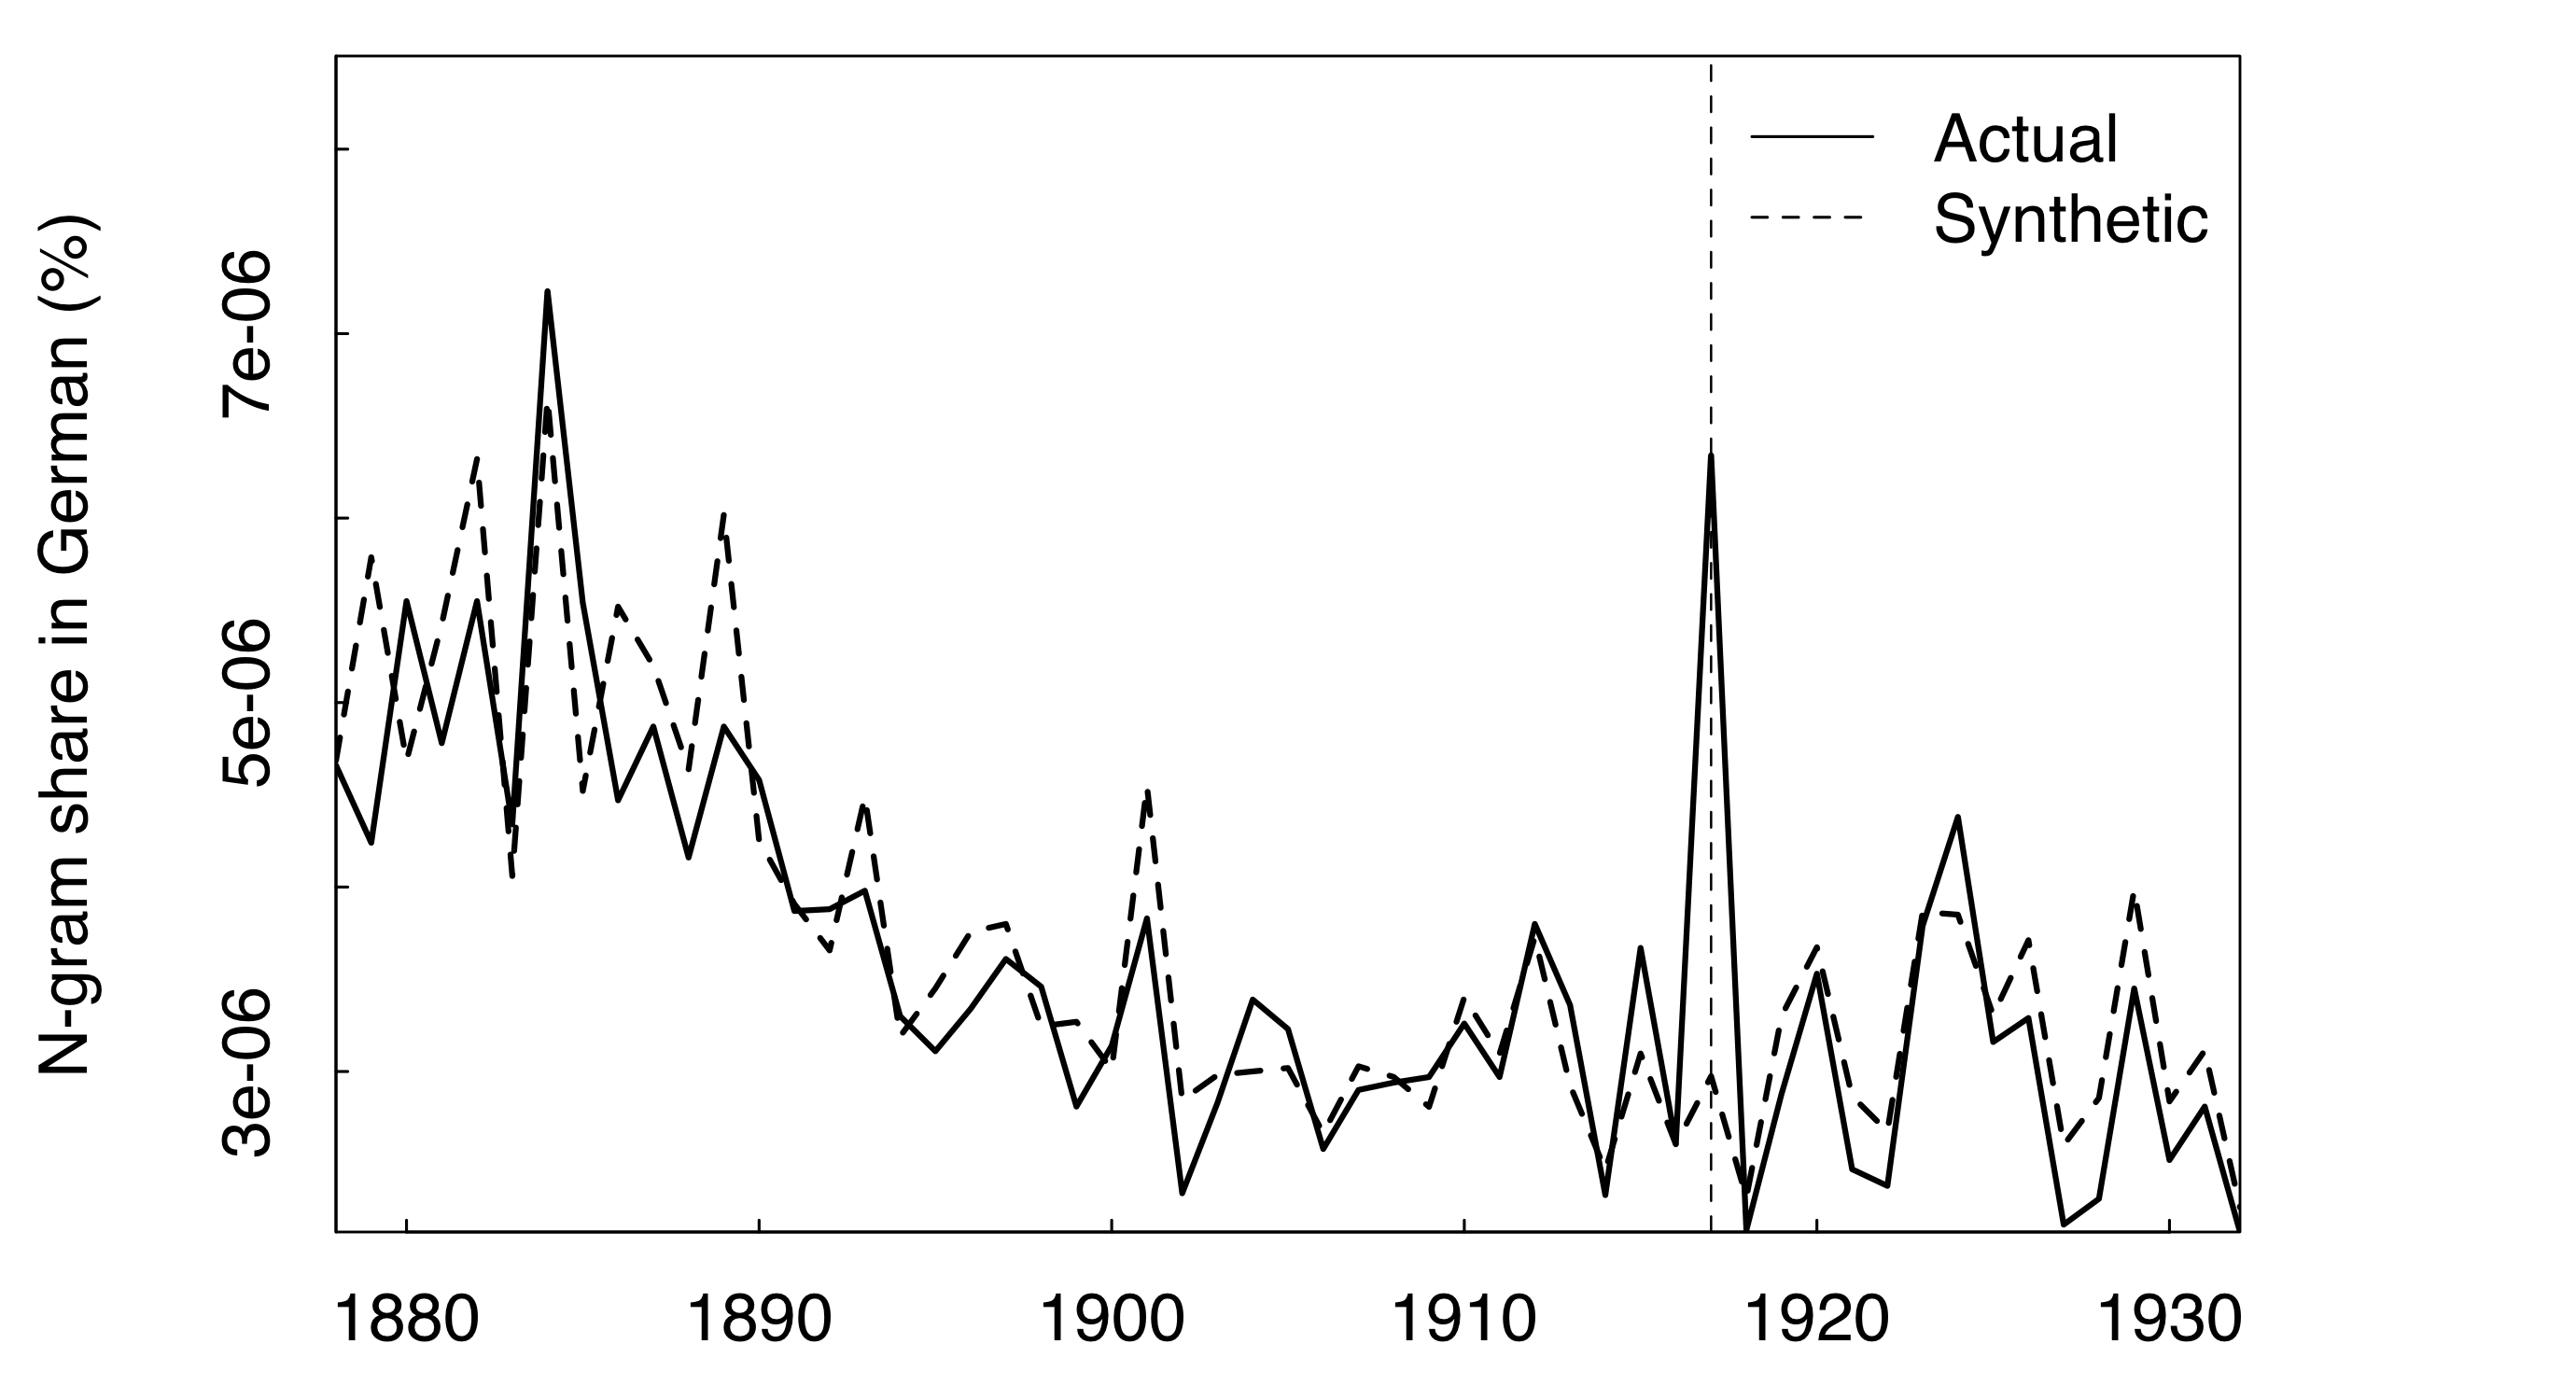 N-gram share in German (%)
7e-06
5e-06
3e-06
Actual
Synthetic
1880 1890 1900 1910 1920 1930